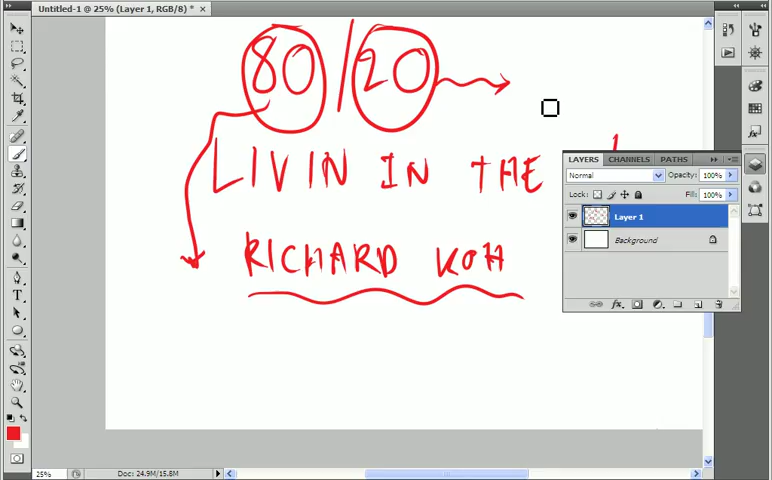 Untitled-1 @ 25% (Layer 1, RGB/8) *
80/20
LIVIN IN THE
RICHARD KOH
LAYERS CHANNELS PATHS
Normal Opacity: 100%
Lock: Fill: 100%
Layer 1
Background
25% Doc: 24.9M/15.8M